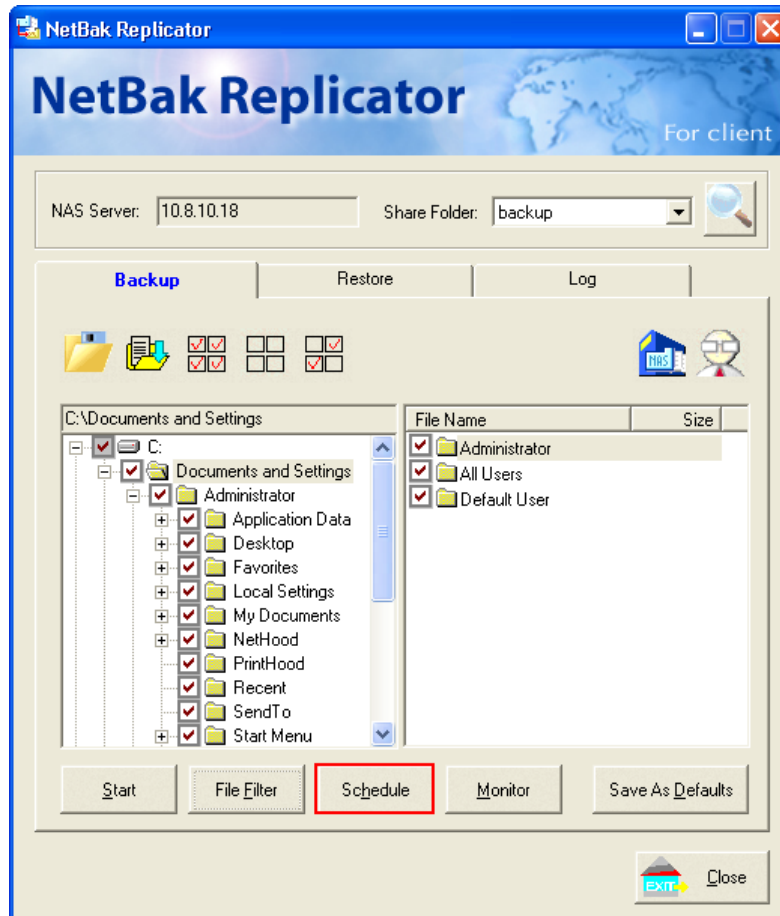 NetBak Replicator
NetBak Replicator
For client
NAS Server: 10.8.10.18 Share Folder: backup
Backup Restore Log
NAS
C:\Documents and Settings
C:
Documents and Settings
Administrator
Application Data
Desktop
Favorites
Local Settings
My Documents
NetHood
PrintHood
Recent
SendTo
Start Menu
File Name Size
Administrator
All Users
Default User
Start File Filter Schedule Monitor Save As Defaults
EXIT Close